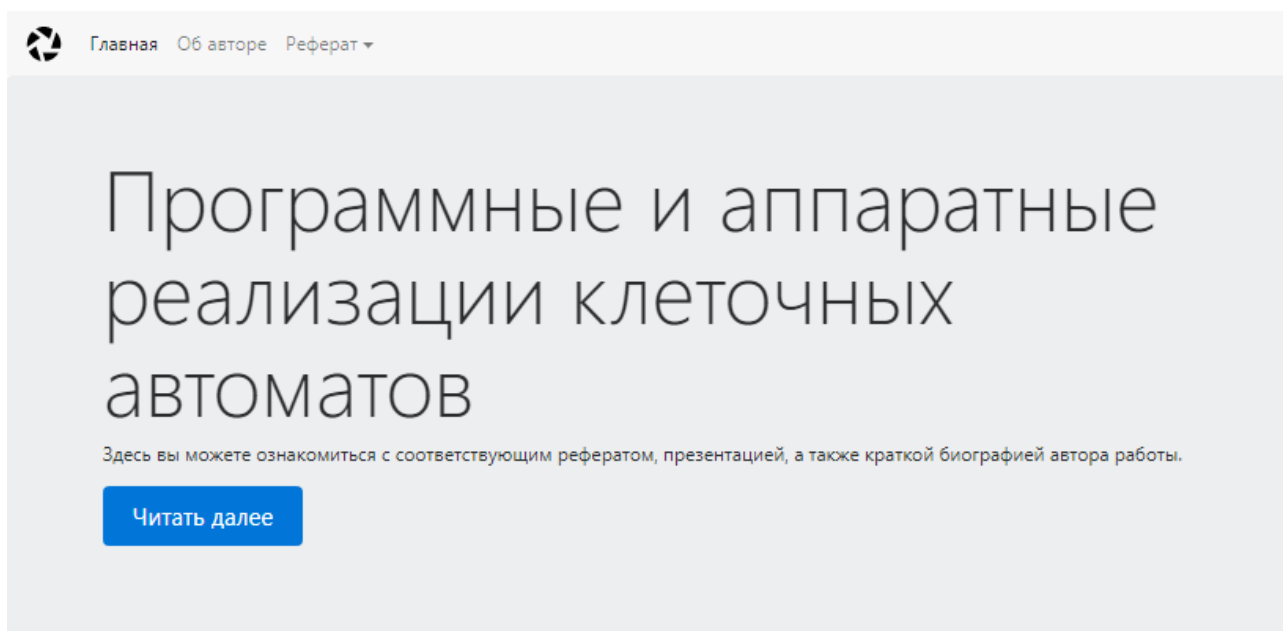 Главная Об авторе Реферат
Программные и аппаратные
реализации клеточных
автоматов
Здесь вы можете ознакомиться с соответствующим рефератом, презентацией, а также краткой биографией автора работы.
Читать далее